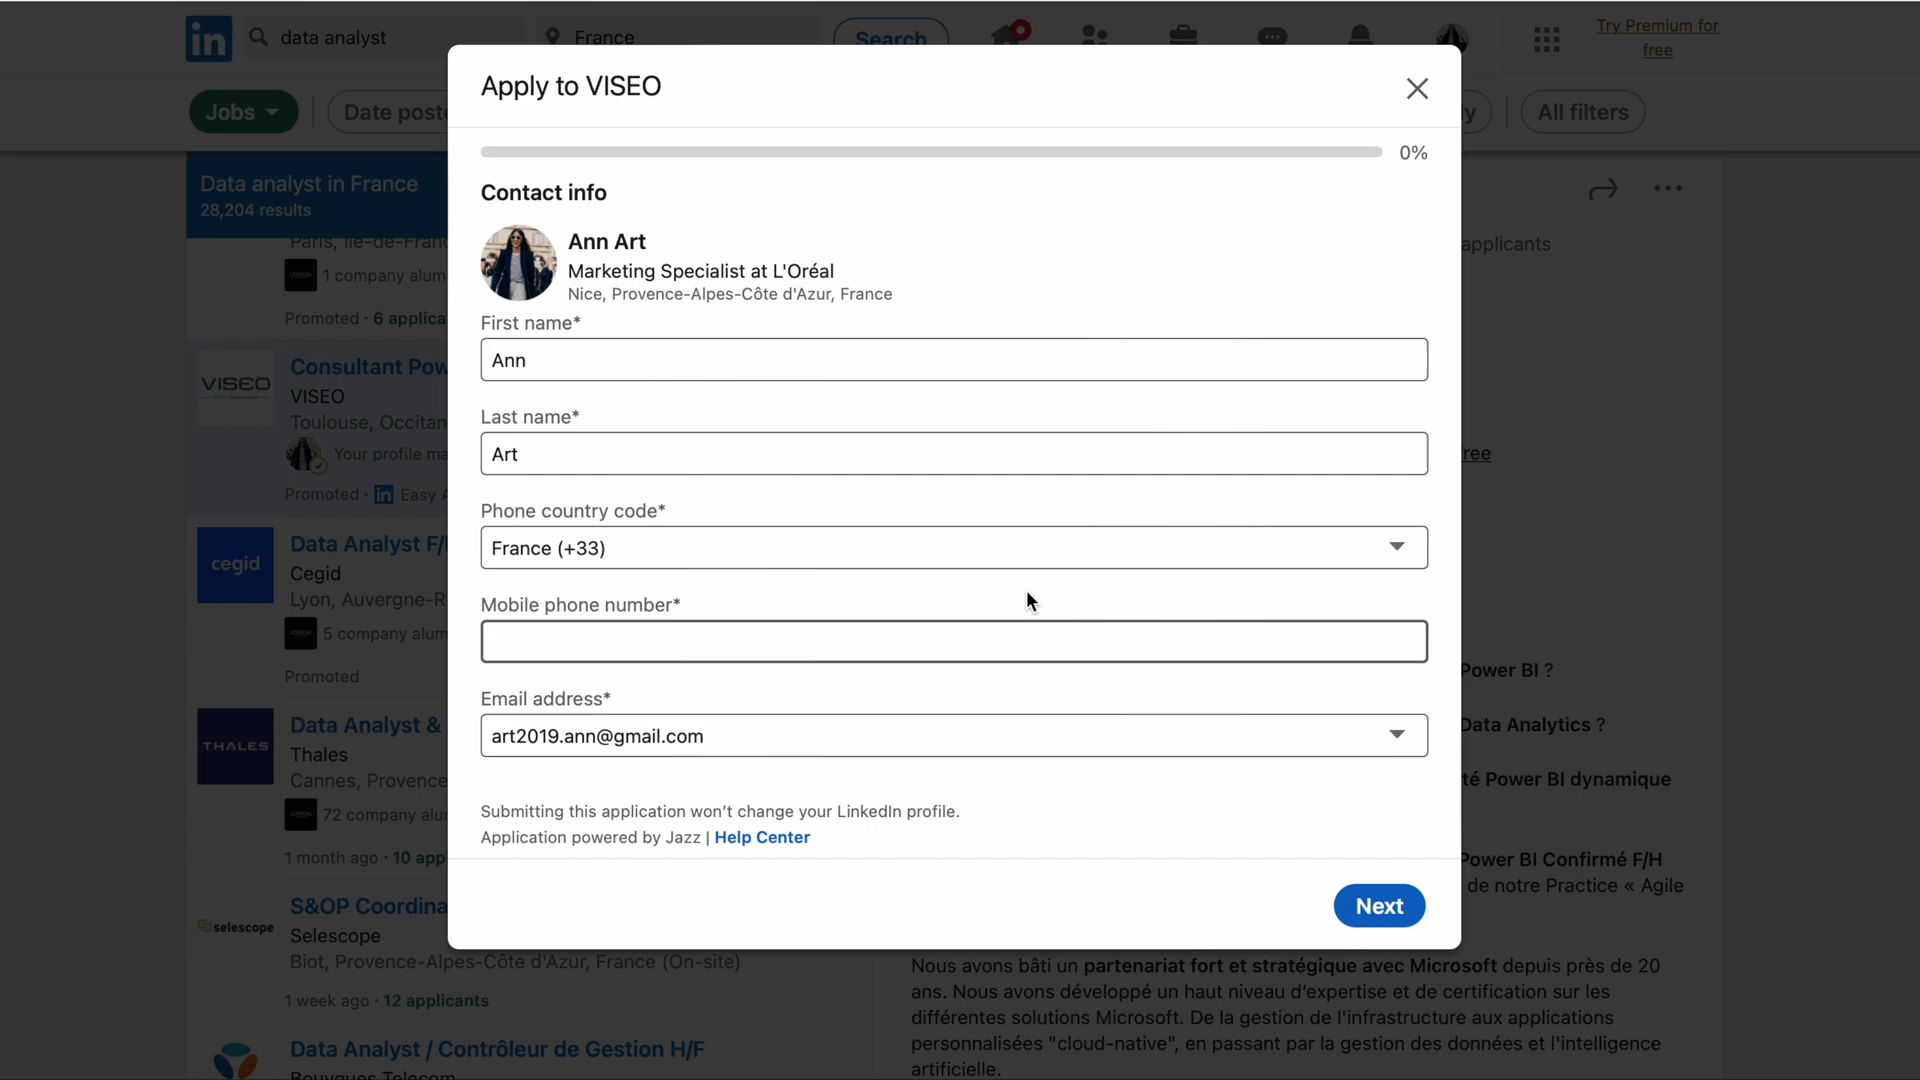 data analyst
France
Search
Try Premium for
free
Jobs
Date poste
y
All filters
Data analyst in France
28,204 results
Paris, Île-de-Franc
1 company alum
Promoted · 6 applica
VISEO
Consultant Pow
VISEO
Toulouse, Occitan
Your profile ma
Promoted · in Easy A
cegid
Data Analyst F/
Cegid
Lyon, Auvergne-R
5 company alum
Promoted
THALES
Data Analyst &
Thales
Cannes, Provence
72 company alu
1 month ago · 10 app
selescope
S&OP Coordina
Selescope
Biot, Provence-Alpes-Côte d'Azur, France (On-site)
1 week ago · 12 applicants
Data Analyst / Contrôleur de Gestion H/F
Bouygues Telecom
Apply to VISEO
0%
Contact info
Ann Art
Marketing Specialist at L'Oréal
Nice, Provence-Alpes-Côte d'Azur, France
First name*
Ann
Last name*
Art
Phone country code*
France (+33)
Mobile phone number*
Email address*
art2019.ann@gmail.com
Submitting this application won't change your LinkedIn profile.
Application powered by Jazz | Help Center
Next
applicants
ree
Power BI ?
Data Analytics ?
té Power BI dynamique
Power BI Confirmé F/H
de notre Practice « Agile
Nous avons bâti un partenariat fort et stratégique avec Microsoft depuis près de 20
ans. Nous avons développé un haut niveau d'expertise et de certification sur les
différentes solutions Microsoft. De la gestion de l'infrastructure aux applications
personnalisées "cloud-native", en passant par la gestion des données et l'intelligence
artificielle.